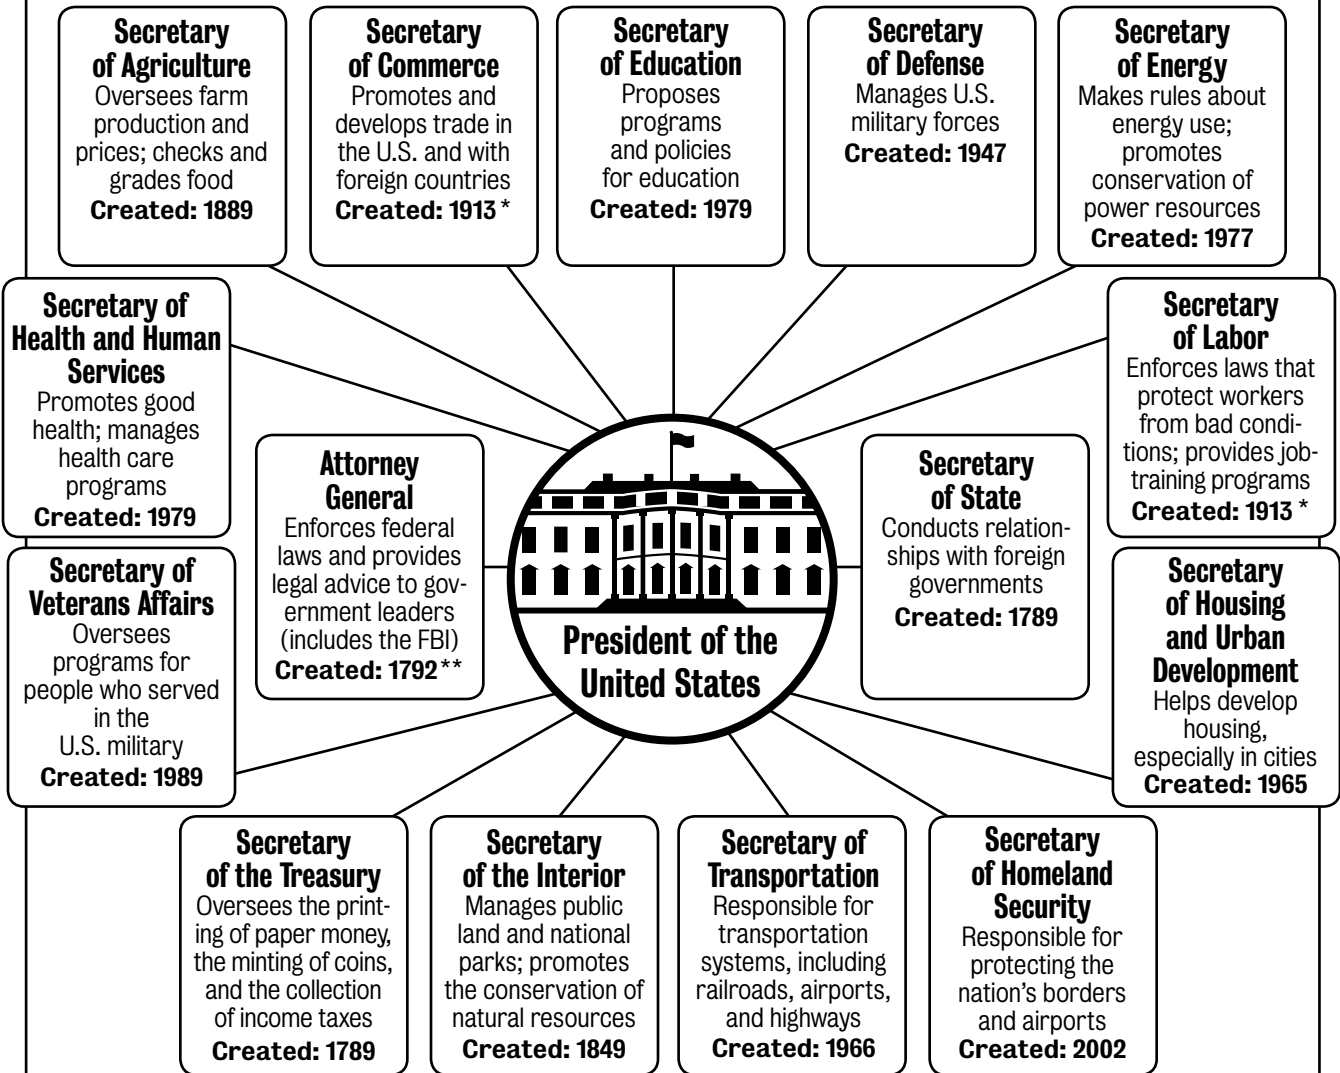 Secretary
of Agriculture
Oversees farm
production and
prices; checks and
grades food
Created: 1889
Secretary
of Commerce
Promotes and
develops trade in
the U.S. and with
foreign countries
Created: 1913 *
Secretary
of Education
Proposes
programs
and policies
for education
Created: 1979
Secretary
of Defense
Manages U.S.
military forces
Created: 1947
Secretary
of Energy
Makes rules about
energy use;
promotes
conservation of
power resources
Created: 1977
Secretary of
Health and Human
Services
Promotes good
health; manages
health care
programs
Created: 1979
Attorney
General
Enforces federal
laws and provides
legal advice to gov-
ernment leaders
(includes the FBI)
Created: 1792**
President of the
United States
Secretary
of State
Conducts relation-
ships with foreign
governments
Created: 1789
Secretary
of Labor
Enforces laws that
protect workers
from bad condi-
tions; provides job-
training programs
Created: 1913 *
Secretary of
Veterans Affairs
Oversees
programs for
people who served
in the
U.S. military
Created: 1989
Secretary
of Housing
and Urban
Development
Helps develop
housing,
especially in cities
Created: 1965
Secretary
of the Treasury
Oversees the print-
ing of paper money,
the minting of coins,
and the collection
of income taxes
Created: 1789
Secretary
of the Interior
Manages public
land and national
parks; promotes
the conservation of
natural resources
Created: 1849
Secretary of
Transportation
Responsible for
transportation
systems, including
railroads, airports,
and highways
Created: 1966
Secretary
of Homeland
Security
Responsible for
protecting the
nation's borders
and airports
Created: 2002